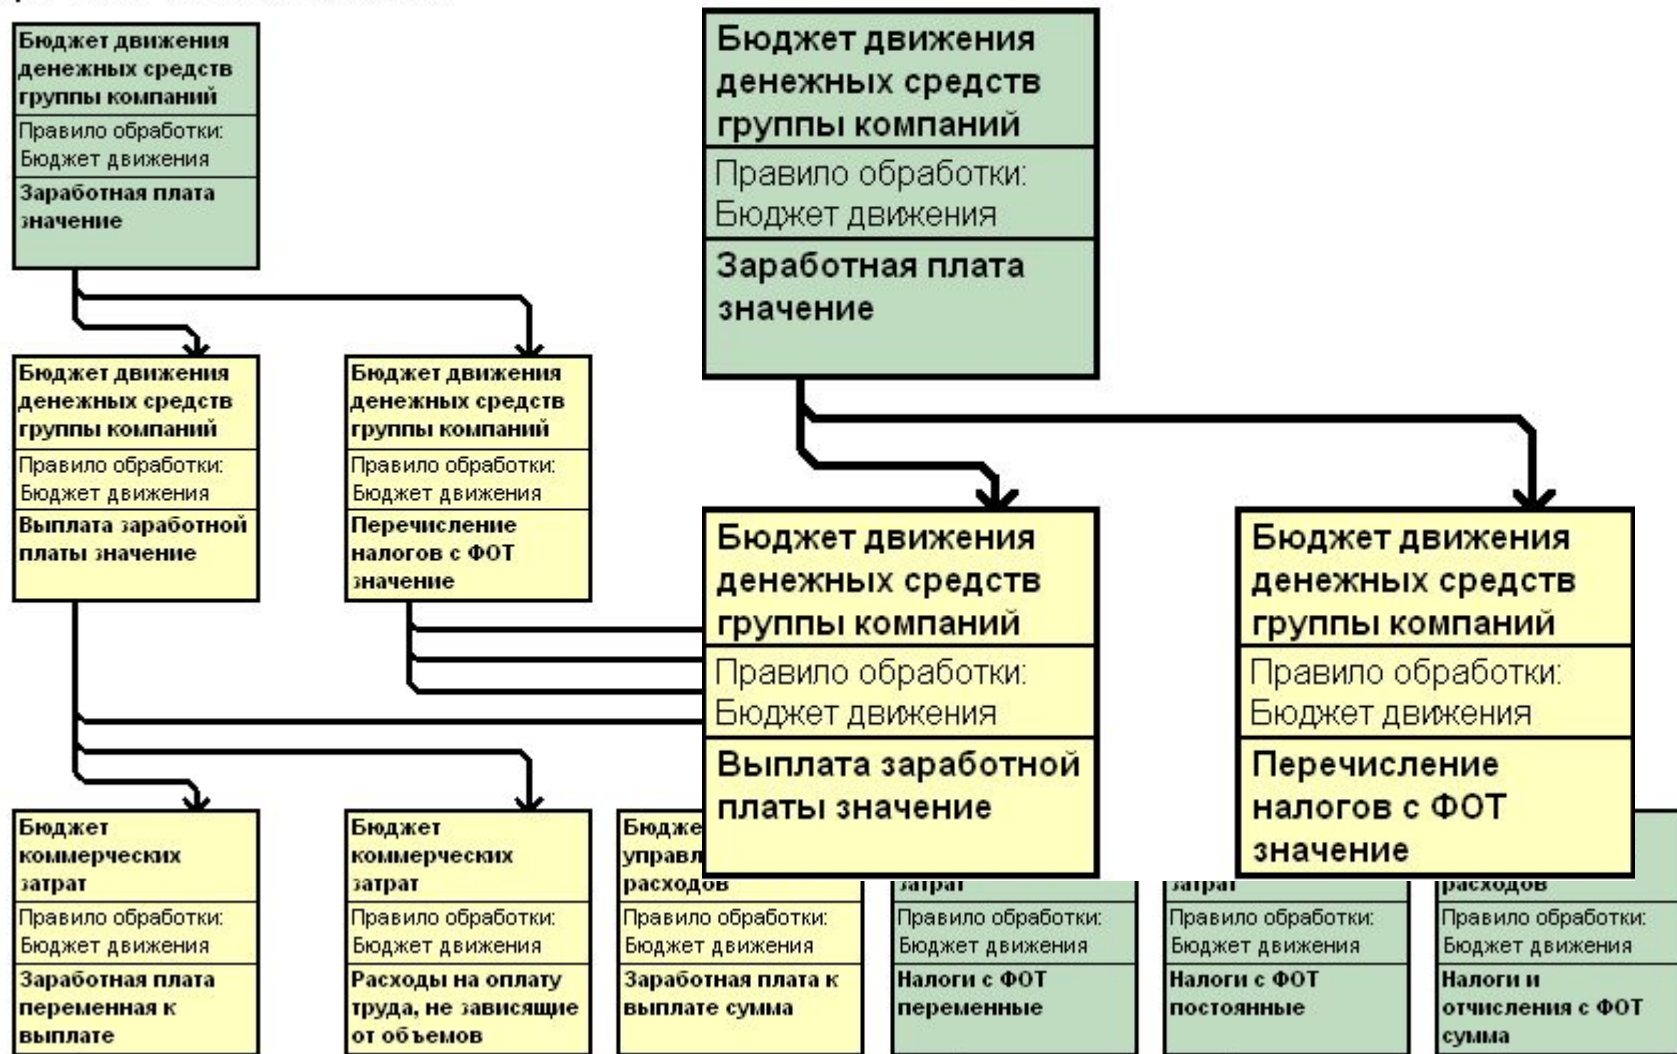 Бюджет движения
денежных средств
группы компаний
Правило обработки:
Бюджет движения
Заработная плата
значение
Бюджет движения
денежных средств
группы компаний
Правило обработки:
Бюджет движения
Заработная плата
значение
Бюджет движения
денежных средств
группы компаний
Правило обработки:
Бюджет движения
Выплата заработной
платы значение
Бюджет движения
денежных средств
группы компаний
Правило обработки:
Бюджет движения
Перечисление
налогов с ФОТ
значение
Бюджет движения
денежных средств
группы компаний
Правило обработки:
Бюджет движения
Выплата заработной
платы значение
Бюджет движения
денежных средств
группы компаний
Правило обработки:
Бюджет движения
Перечисление
налогов с ФОТ
значение
Бюджет
коммерческих
затрат
Правило обработки:
Бюджет движения
Заработная плата
переменная к
выплате
Бюджет
коммерческих
затрат
Правило обработки:
Бюджет движения
Расходы на оплату
труда, не зависящие
от объемов
расходов
Правило обработки:
Бюджет движения
Заработная плата к
выплате сумма
затрат
Правило обработки:
Бюджет движения
Налоги с ФОТ
переменные
затрат
Правило обработки:
Бюджет движения
Налоги с ФОТ
постоянные
расходов
Правило обработки:
Бюджет движения
Налоги и
отчисления с ФОТ
сумма